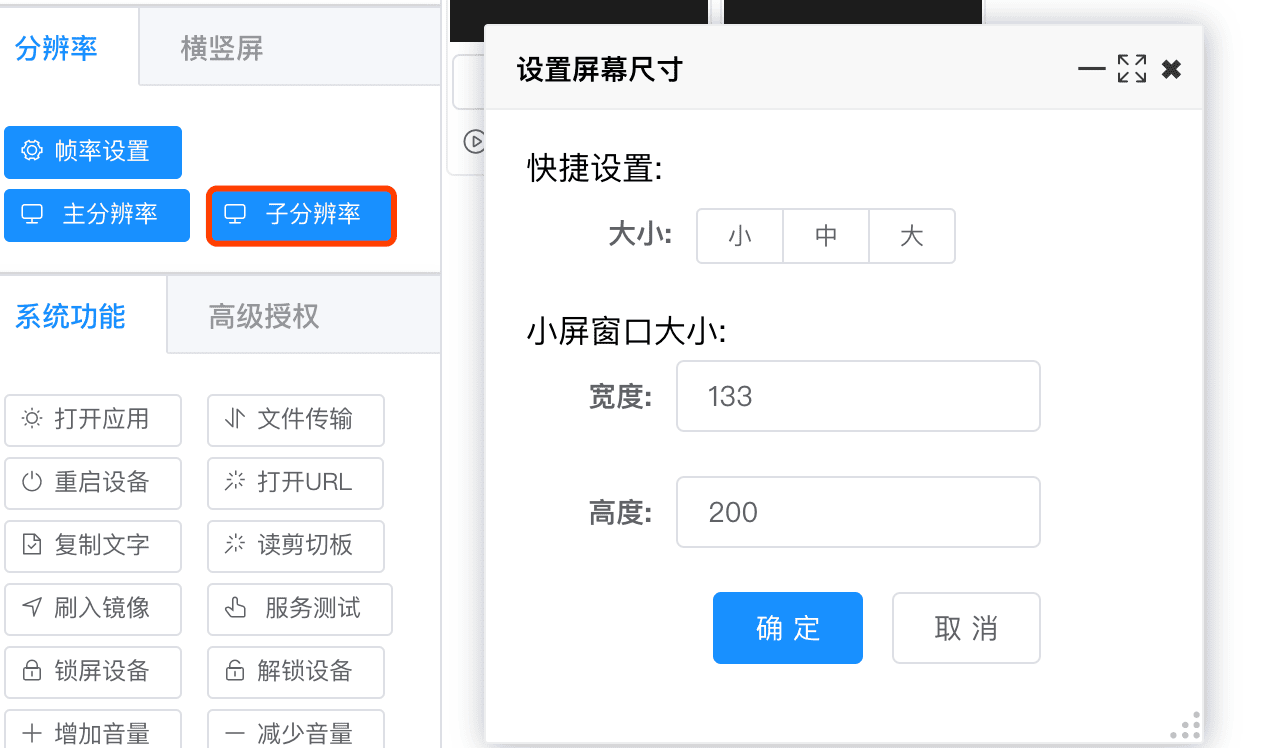 分辨率
横竖屏
帧率设置
主分辨率
子分辨率
系统功能
高级授权
打开应用
文件传输
重启设备
打开URL
复制文字
读剪切板
刷入镜像
服务测试
锁屏设备
解锁设备
增加音量
减少音量
设置屏幕尺寸
快捷设置:
大小: 小 中 大
小屏窗口大小:
宽度: 133
高度: 200
确 定
取 消